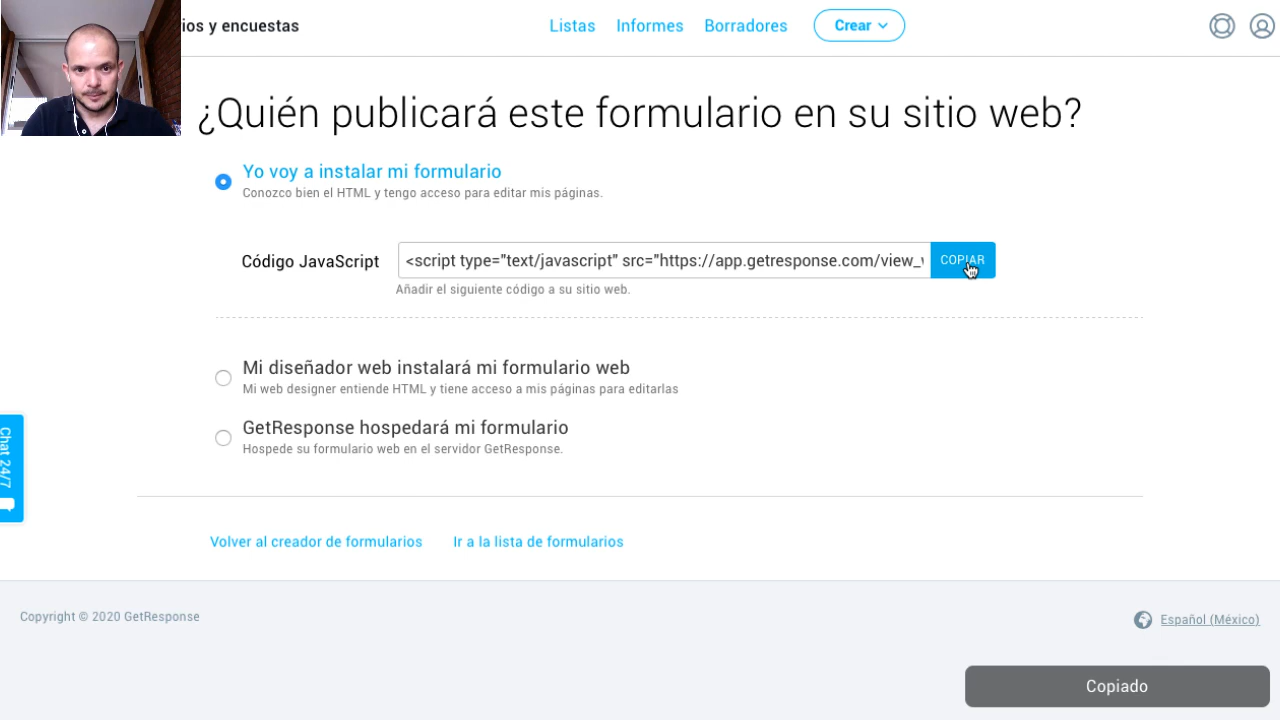 ios y encuestas
Listas
Informes
Borradores
Crear
¿Quién publicará este formulario en su sitio web?
Yo voy a instalar mi formulario
Conozco bien el HTML y tengo acceso para editar mis páginas.
Código JavaScript
<script type="text/javascript" src="https://app.getresponse.com/view_
COPIAR
Añadir el siguiente código a su sitio web.
Mi diseñador web instalará mi formulario web
Mi web designer entiende HTML y tiene acceso a mis páginas para editarlas
GetResponse hospedará mi formulario
Hospede su formulario web en el servidor GetResponse.
Chat 24/7
Volver al creador de formularios
Ir a la lista de formularios
Copyright © 2020 GetResponse
Español (México)
Copiado